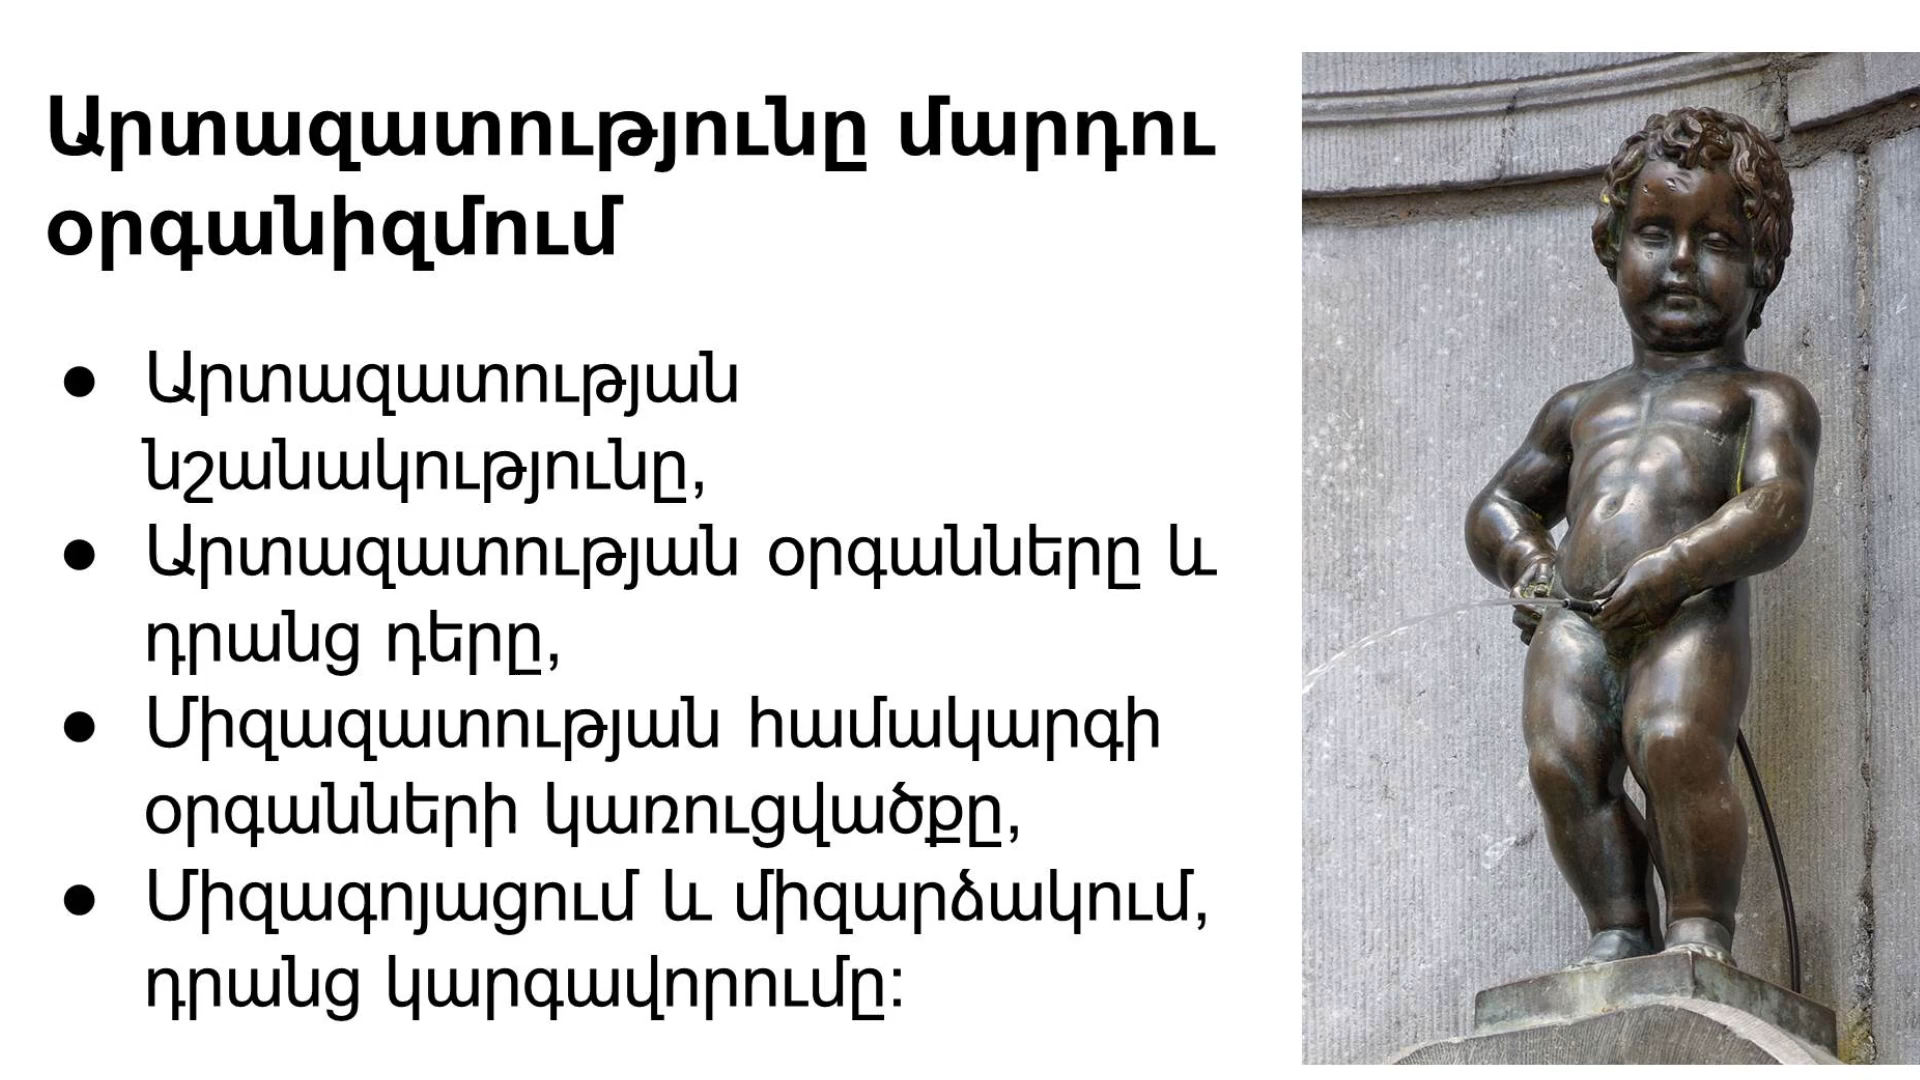 Արտազատությունը մարդու
օրգանիզմում
● Արտազատության
նշանակությունը,
● Արտազատության օրգանները և
դրանց դերը,
● Միզազատության համակարգի
օրգանների կառուցվածքը,
● Միզագոյացում և միզարձակում,
դրանց կարգավորումը: